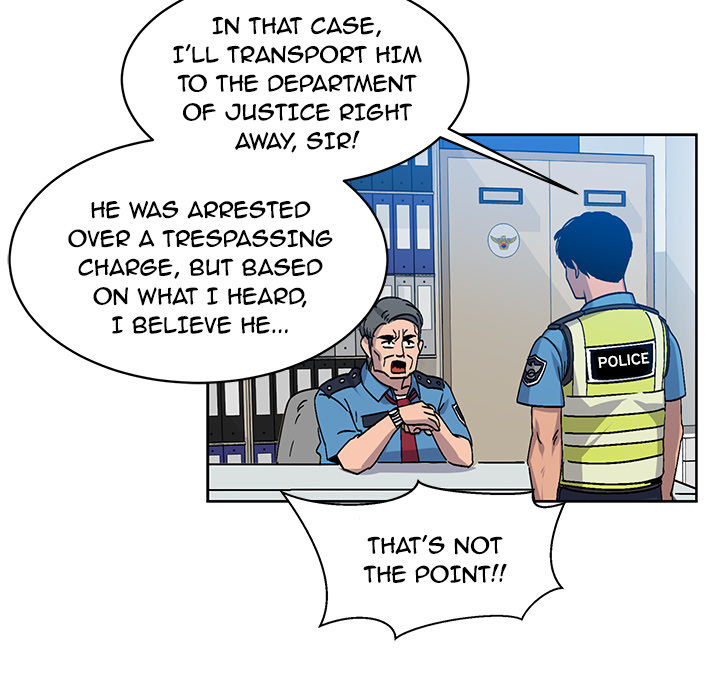 IN THAT CASE,
I'LL TRANSPORT HIM
TO THE DEPARTMENT
OF JUSTICE RIGHT
AWAY, SIR!
HE WAS ARRESTED
OVER A TRESPASSING
CHARGE, BUT BASED
ON WHAT I HEARD,
I BELIEVE HE...
POLICE
THAT'S NOT
THE POINT!!